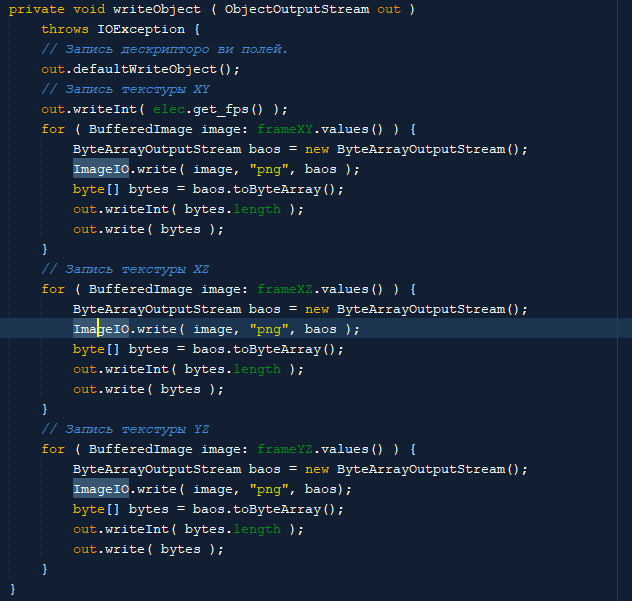 private void writeObject ( ObjectOutputStream out )
    throws IOException {
    // Запись дескрипторо ви полей.
    out.defaultWriteObject();
    // Запись текстуры XY
    out.writeInt( elec.get_fps() );
    for ( BufferedImage image: frameXY.values() ) {
        ByteArrayOutputStream baos = new ByteArrayOutputStream();
        ImageIO.write( image, "png", baos );
        byte[] bytes = baos.toByteArray();
        out.writeInt( bytes.length );
        out.write( bytes );
    }
    // Запись текстуры XZ
    for ( BufferedImage image: frameXZ.values() ) {
        ByteArrayOutputStream baos = new ByteArrayOutputStream();
        ImageIO.write( image, "png", baos );
        byte[] bytes = baos.toByteArray();
        out.writeInt( bytes.length );
        out.write( bytes );
    }
    // Запись текстуры YZ
    for ( BufferedImage image: frameYZ.values() ) {
        ByteArrayOutputStream baos = new ByteArrayOutputStream();
        ImageIO.write( image, "png", baos);
        byte[] bytes = baos.toByteArray();
        out.writeInt( bytes.length );
        out.write( bytes );
    }
}